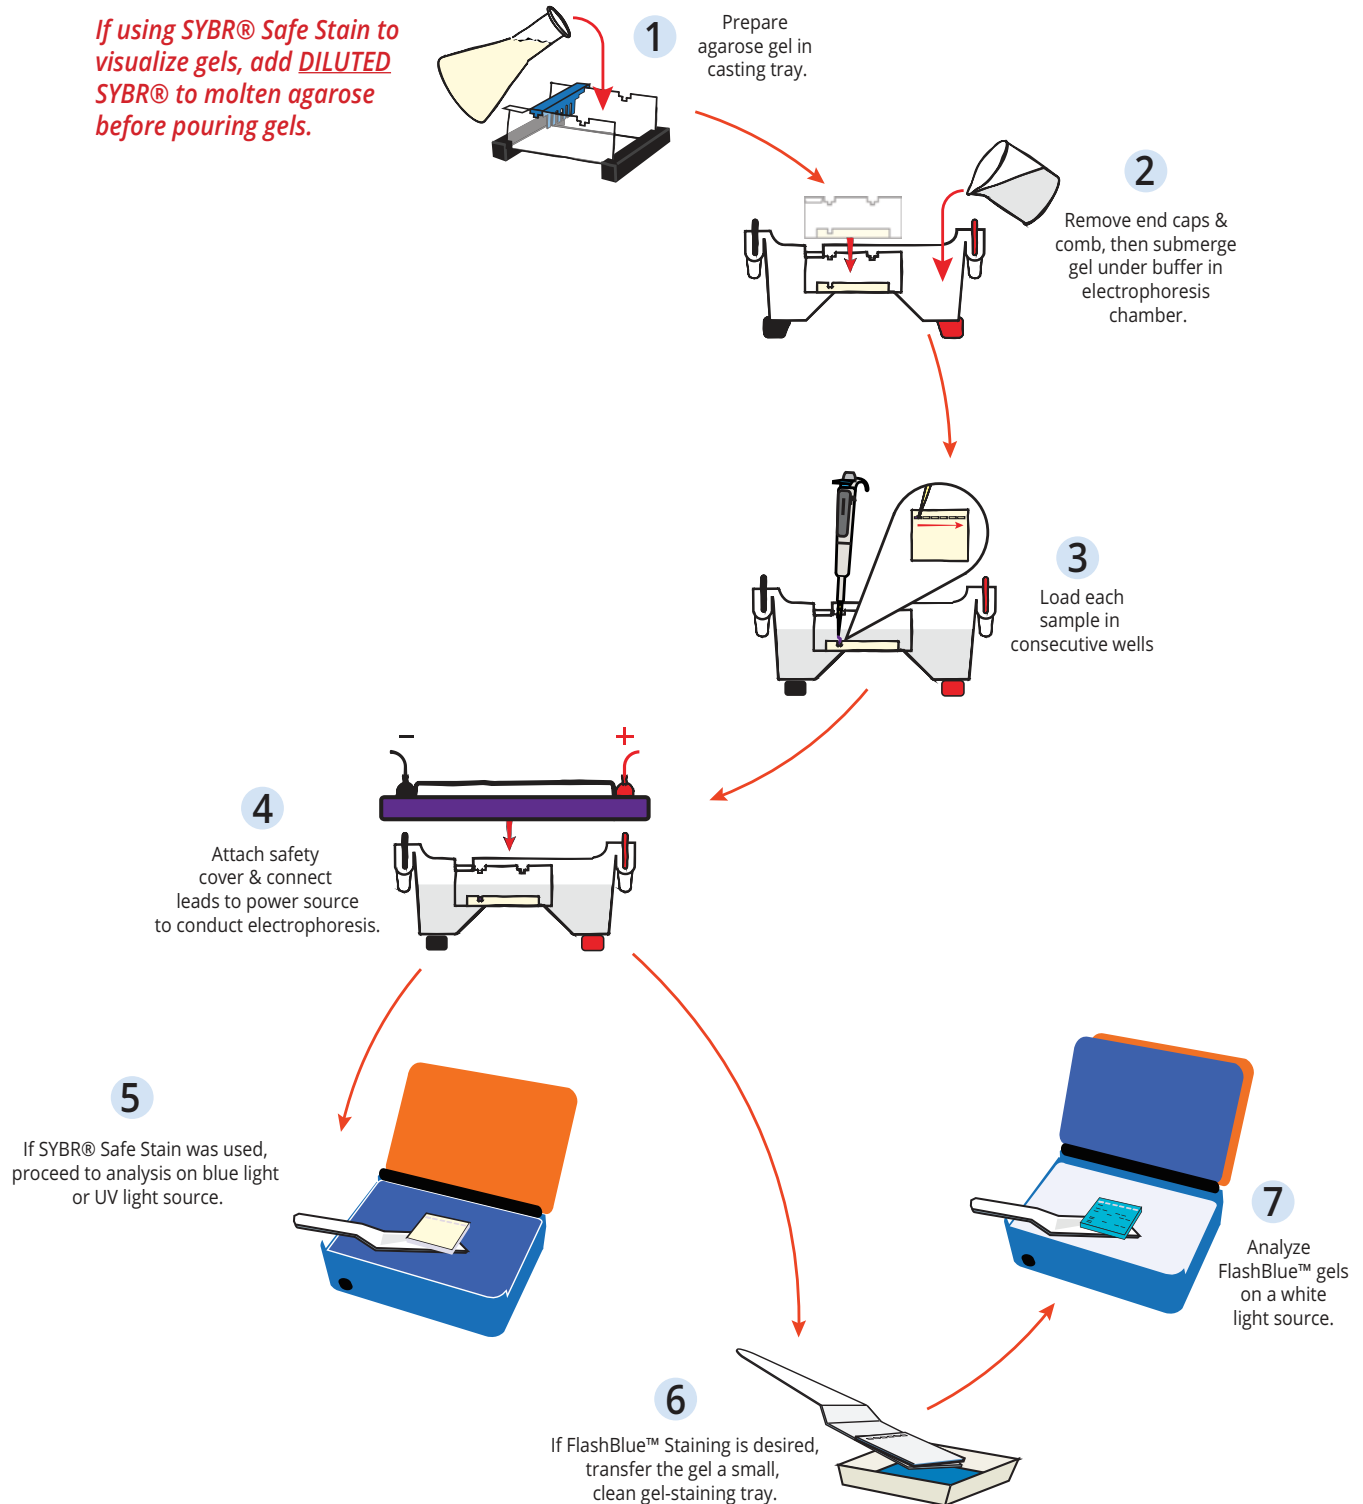 If using SYBR® Safe Stain to
visualize gels, add DILUTED
SYBR® to molten agarose
before pouring gels.
1
Prepare
agarose gel in
casting tray.
2
Remove end caps &
comb, then submerge
gel under buffer in
electrophoresis
chamber.
3
Load each
sample in
consecutive wells
–
+
4
Attach safety
cover & connect
leads to power source
to conduct electrophoresis.
5
If SYBR® Safe Stain was used,
proceed to analysis on blue light
or UV light source.
6
If FlashBlue™ Staining is desired,
transfer the gel a small,
clean gel-staining tray.
7
Analyze
FlashBlue™ gels
on a white
light source.